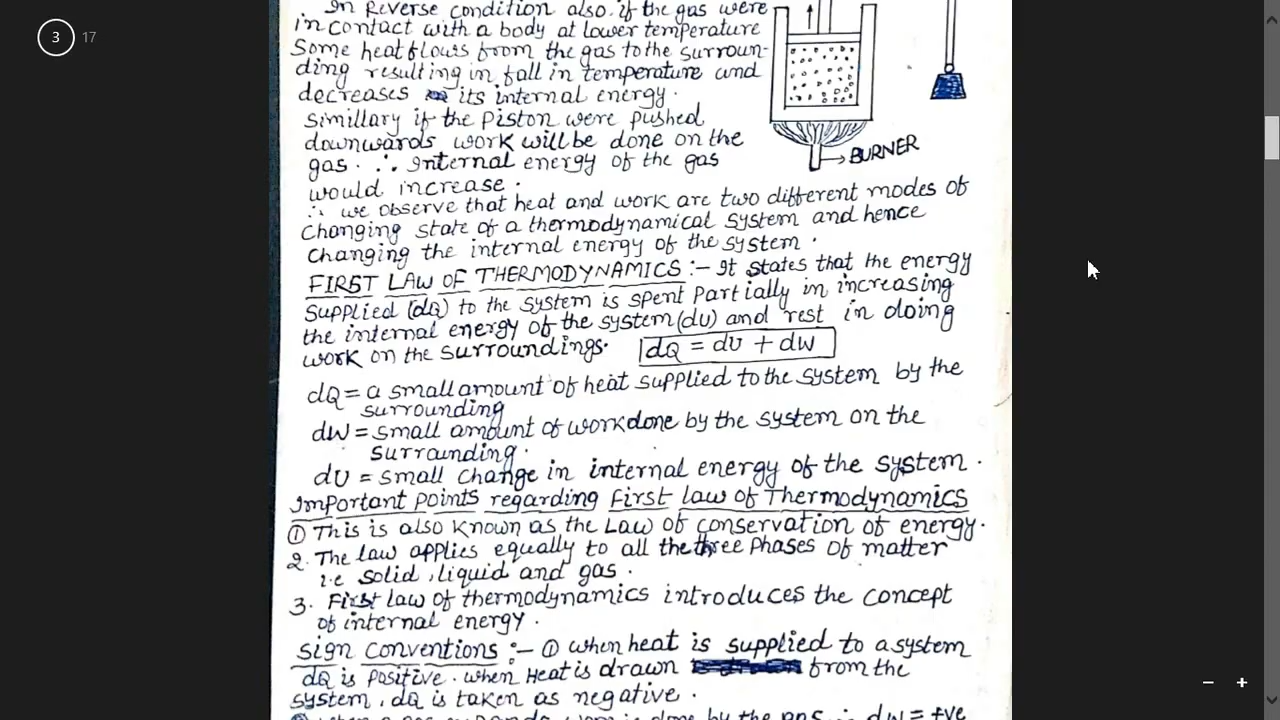 3 17
In Reverse condition also. if the gas were
in contact with a body at lower temperature
Some heat flows from the gas to the surroun-
ding resulting in fall in temperature and
decreases its internal energy.
Simillary if the Piston were pushed
downwards work will be done on the
gas. ∴ Internal energy of the gas
would increase.
BURNER
∴ we observe that heat and work are two different modes of
changing state of a thermodynamical system and hence
changing the internal energy of the system.
FIRST LAW OF THERMODYNAMICS :- It states that the energy
supplied (dQ) to the system is spent Partially in increasing
the internal energy of the system (dU) and rest in doing
work on the surroundings. dQ = dU + dW
dQ = a small amount of heat supplied to the system by the
surrounding
dW = small amount of workdone by the system on the
surrounding.
dU = small change in internal energy of the system.
Important points regarding First law of Thermodynamics
① This is also known as the Law of conservation of energy.
2. The law applies equally to all the three Phases of matter
i.e solid, liquid and gas.
3. First law of thermodynamics introduces the concept
of internal energy.
sign conventions :- ① when heat is supplied to a system
dQ is positive. when Heat is drawn from the
system, dQ is taken as negative.
work is done by the gas ∴ dW = +ve